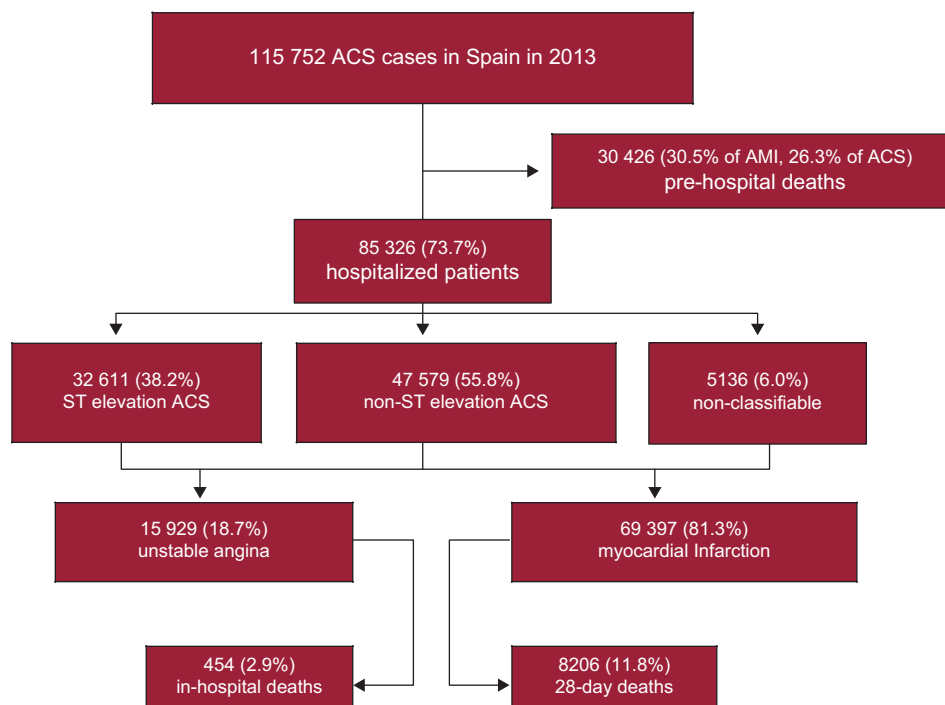 115 752 ACS cases in Spain in 2013
30 426 (30.5% of AMI, 26.3% of ACS)
pre-hospital deaths
85 326 (73.7%)
hospitalized patients
32 611 (38.2%)
ST elevation ACS
47 579 (55.8%)
non-ST elevation ACS
5136 (6.0%)
non-classifiable
15 929 (18.7%)
unstable angina
69 397 (81.3%)
myocardial Infarction
454 (2.9%)
in-hospital deaths
8206 (11.8%)
28-day deaths